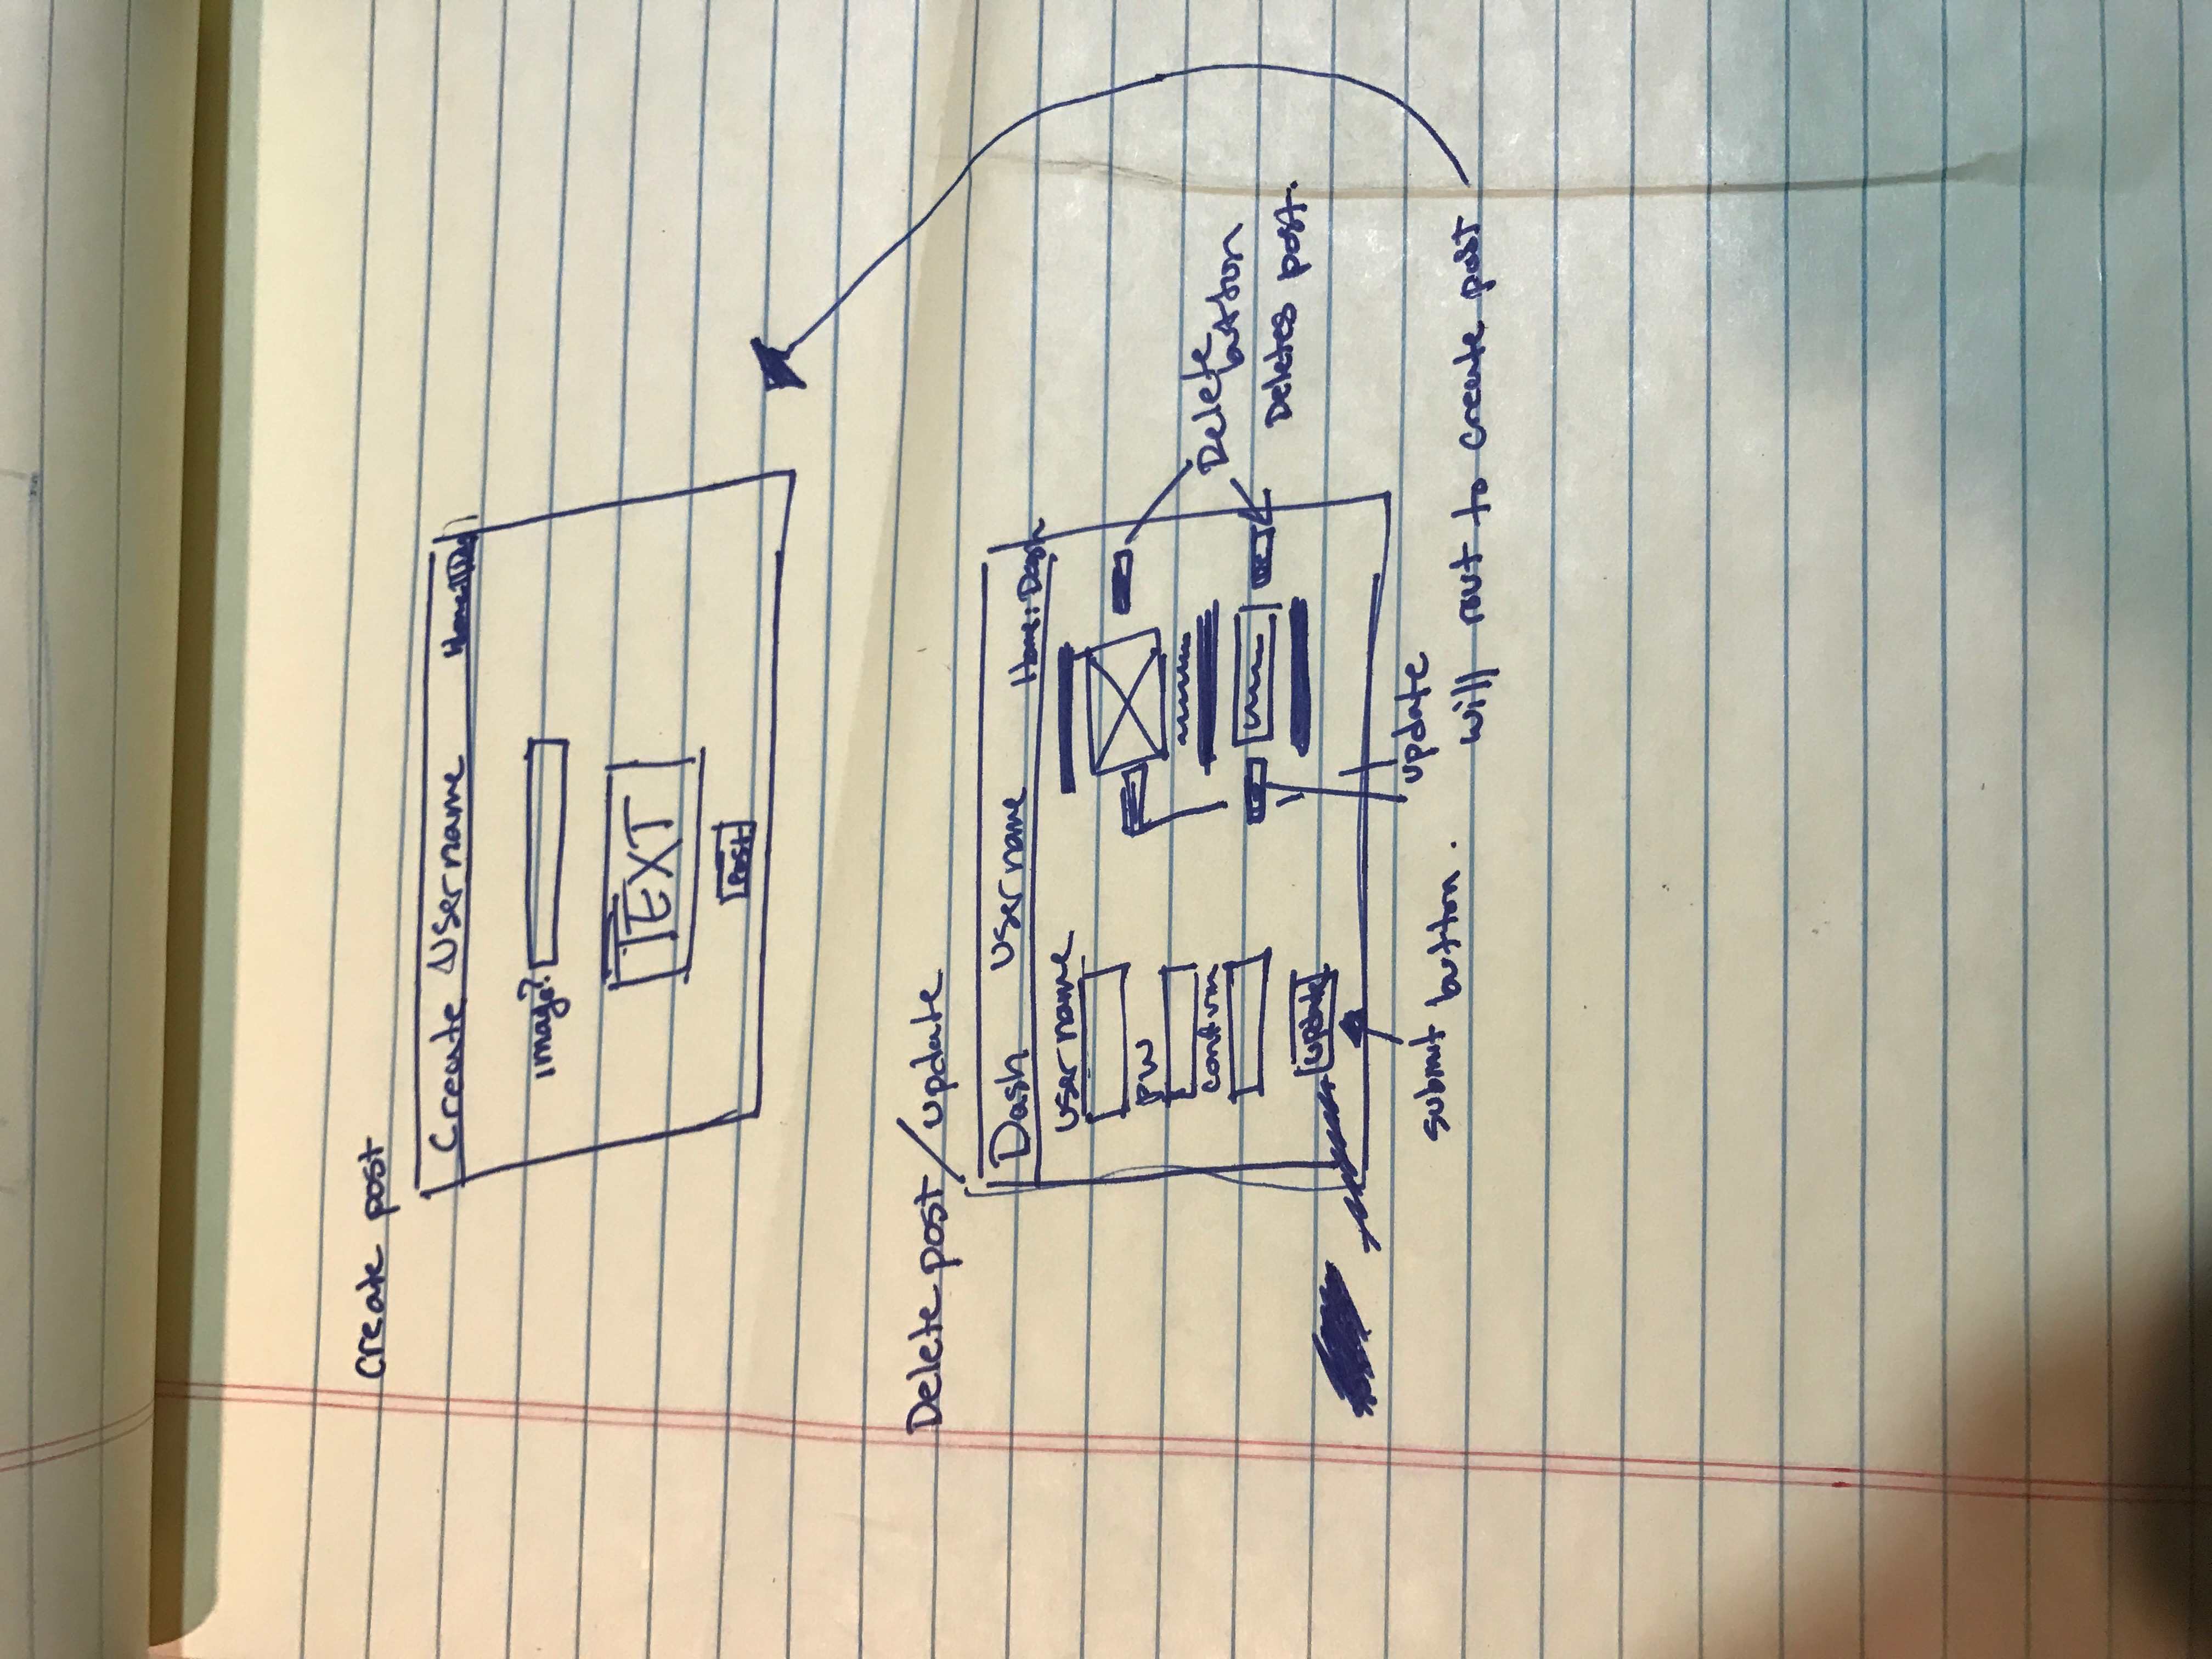 Create post
Create Username Home: Dash
image?
TEXT
Post
Delete post / update
Dash Username Home: Dash
Username
PW
confirm
update
Delete button
Deletes post.
submit button.
update
will rout to create post